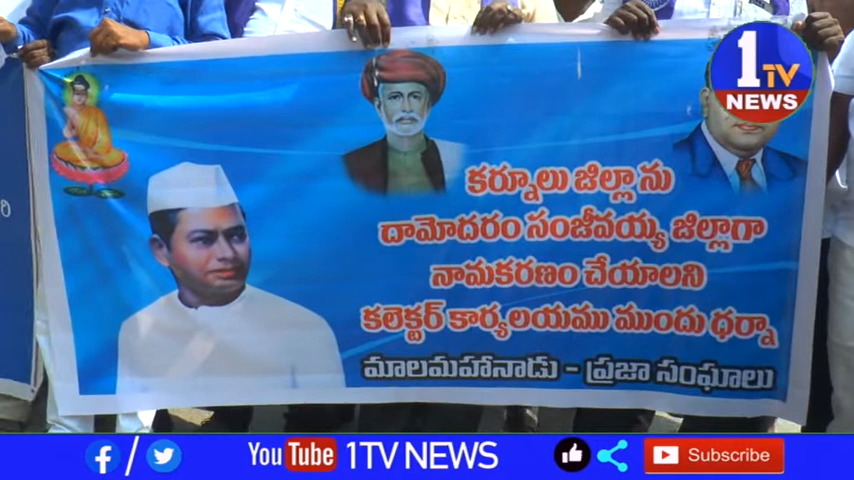 1TV
NEWS
కర్నూలు జిల్లాను
దామోదరం సంజీవయ్య జిల్లాగా
నామకరణం చేయాలని
కలెక్టర్ కార్యలయము ముందు ధర్నా
మాలమహానాడు - ప్రజా సంఘాలు
రి
f / YouTube 1TV NEWS Subscribe